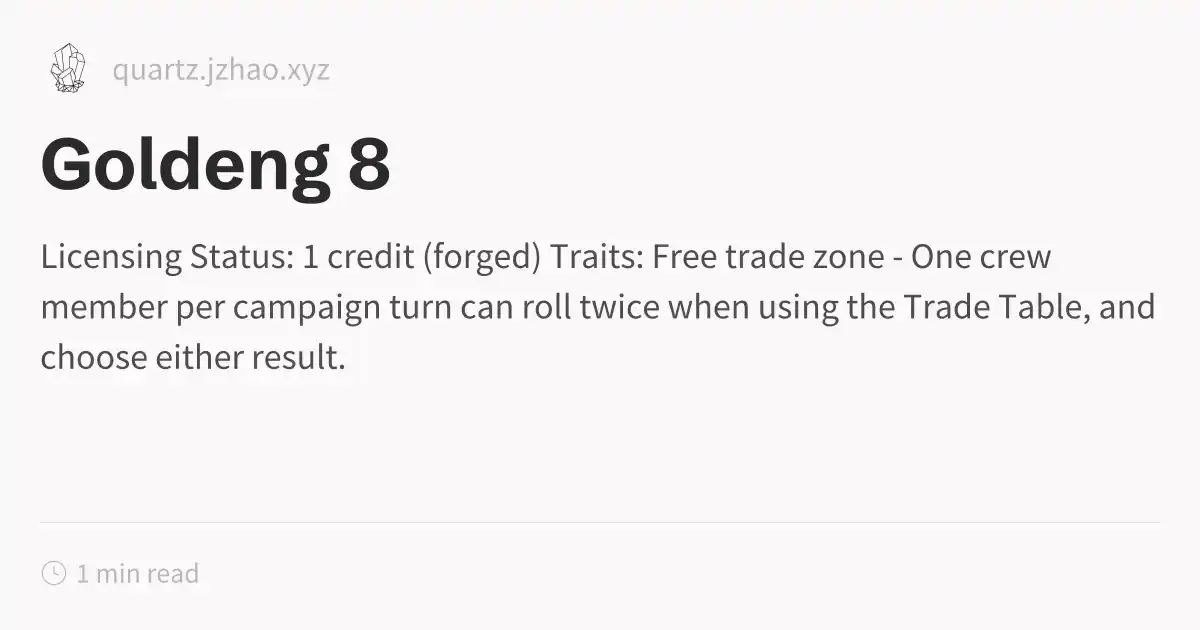 quartz.jzhao.xyz
Goldeng 8
Licensing Status: 1 credit (forged) Traits: Free trade zone - One crew
member per campaign turn can roll twice when using the Trade Table, and
choose either result.
1 min read